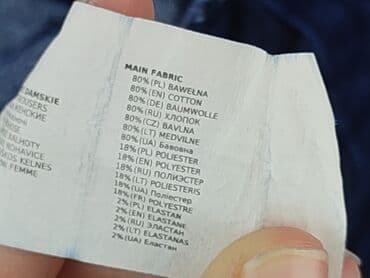 DAMSKIE
MAIN FABRIC
80%(PL) BAWEŁNA
80%(EN) COTTON
80%(DE) BAUMWOLLE
80%(RU) ХЛОПОК
80%(CZ) BAVLNA
80%(LT) MEDVILNE
80%(UA) Бавовна
18%(PL) POLIESTER
18%(EN) POLYESTER
18%(RU) ПОЛИЭСТЕР
18%(LT) POLIESTERIS
18%(UA) Поліестер
18%(FR) POLYESTRE
2%(PL) ELASTAN
2%(EN) ELASTANE
2%(RU) ЭЛАСТАН
2%(LT) ELASTANAS
2%(UA) Еластан
ROUSERS
ЖЕНСКИЕ
KALHOTY
KELNES
FEMME